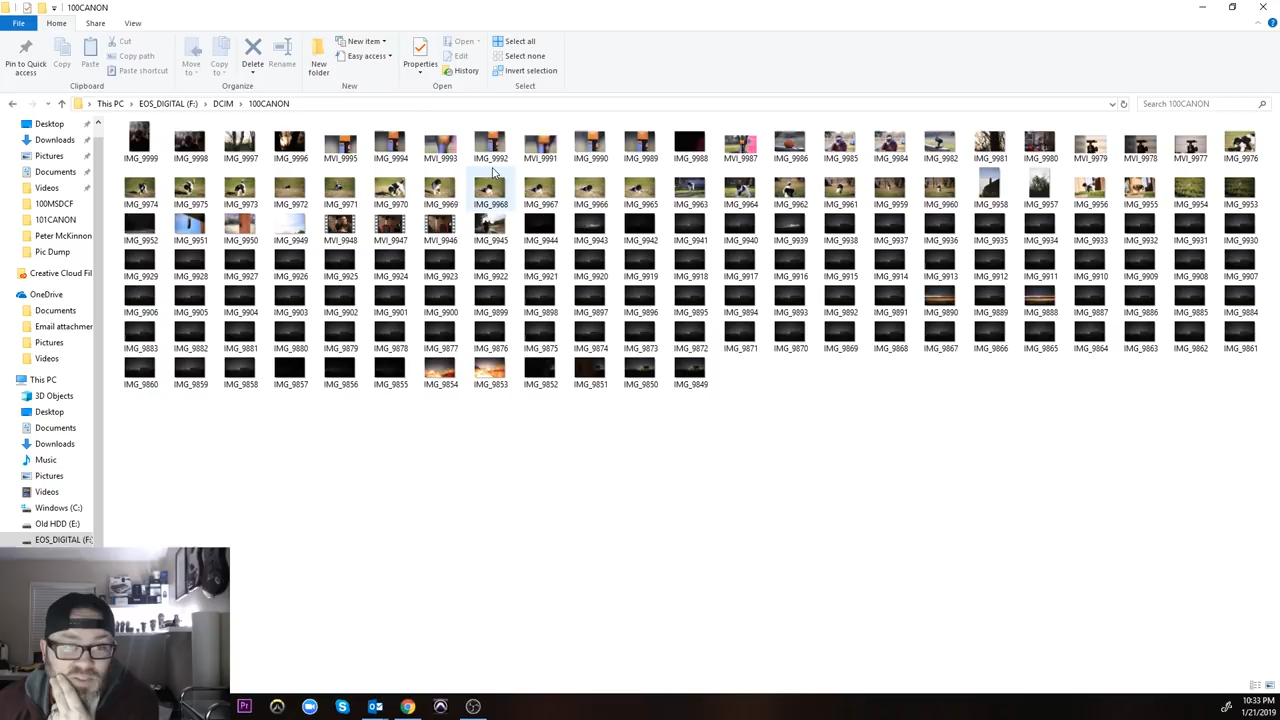 100CANON
File Home Share View
Pin to Quick access
Copy
Paste
Cut
Copy path
Paste shortcut
Clipboard
Move to
Copy to
Delete
Rename
Organize
New folder
New item
Easy access
New
Properties
Open
Edit
History
Open
Select all
Select none
Invert selection
Select
This PC > EOS_DIGITAL (F:) > DCIM > 100CANON
Search 100CANON
Desktop
Downloads
Pictures
Documents
Videos
100MSDCF
101CANON
Peter McKinnon
Pic Dump
Creative Cloud Fil
OneDrive
Documents
Email attachmer
Pictures
Videos
This PC
3D Objects
Desktop
Documents
Downloads
Music
Pictures
Videos
Windows (C:)
Old HDD (E:)
EOS_DIGITAL (F:
IMG_9999 IMG_9998 IMG_9997 IMG_9996 MVI_9995 IMG_9994 MVI_9993 IMG_9992 MVI_9991 IMG_9990 IMG_9989 IMG_9988 MVI_9987 IMG_9986 IMG_9985 IMG_9984 IMG_9982 IMG_9981 IMG_9980 MVI_9979 MVI_9978 MVI_9977 IMG_9976
IMG_9974 IMG_9975 IMG_9973 IMG_9972 IMG_9971 IMG_9970 IMG_9969 IMG_9968 IMG_9967 IMG_9966 IMG_9965 IMG_9963 IMG_9964 IMG_9962 IMG_9961 IMG_9959 IMG_9960 IMG_9958 IMG_9957 IMG_9956 IMG_9955 IMG_9954 IMG_9953
IMG_9952 IMG_9951 IMG_9950 IMG_9949 MVI_9948 MVI_9947 MVI_9946 IMG_9945 IMG_9944 IMG_9943 IMG_9942 IMG_9941 IMG_9940 IMG_9939 IMG_9938 IMG_9937 IMG_9936 IMG_9935 IMG_9934 IMG_9933 IMG_9932 IMG_9931 IMG_9930
IMG_9929 IMG_9928 IMG_9927 IMG_9926 IMG_9925 IMG_9924 IMG_9923 IMG_9922 IMG_9921 IMG_9920 IMG_9919 IMG_9918 IMG_9917 IMG_9916 IMG_9915 IMG_9914 IMG_9913 IMG_9912 IMG_9911 IMG_9910 IMG_9909 IMG_9908 IMG_9907
IMG_9906 IMG_9905 IMG_9904 IMG_9903 IMG_9902 IMG_9901 IMG_9900 IMG_9899 IMG_9898 IMG_9897 IMG_9896 IMG_9895 IMG_9894 IMG_9893 IMG_9892 IMG_9891 IMG_9890 IMG_9889 IMG_9888 IMG_9887 IMG_9886 IMG_9885 IMG_9884
IMG_9883 IMG_9882 IMG_9881 IMG_9880 IMG_9879 IMG_9878 IMG_9877 IMG_9876 IMG_9875 IMG_9874 IMG_9873 IMG_9872 IMG_9871 IMG_9870 IMG_9869 IMG_9868 IMG_9867 IMG_9866 IMG_9865 IMG_9864 IMG_9863 IMG_9862 IMG_9861
IMG_9860 IMG_9859 IMG_9858 IMG_9857 IMG_9856 IMG_9855 IMG_9854 IMG_9853 IMG_9852 IMG_9851 IMG_9850 IMG_9849
Pr
10:33 PM
1/21/2019